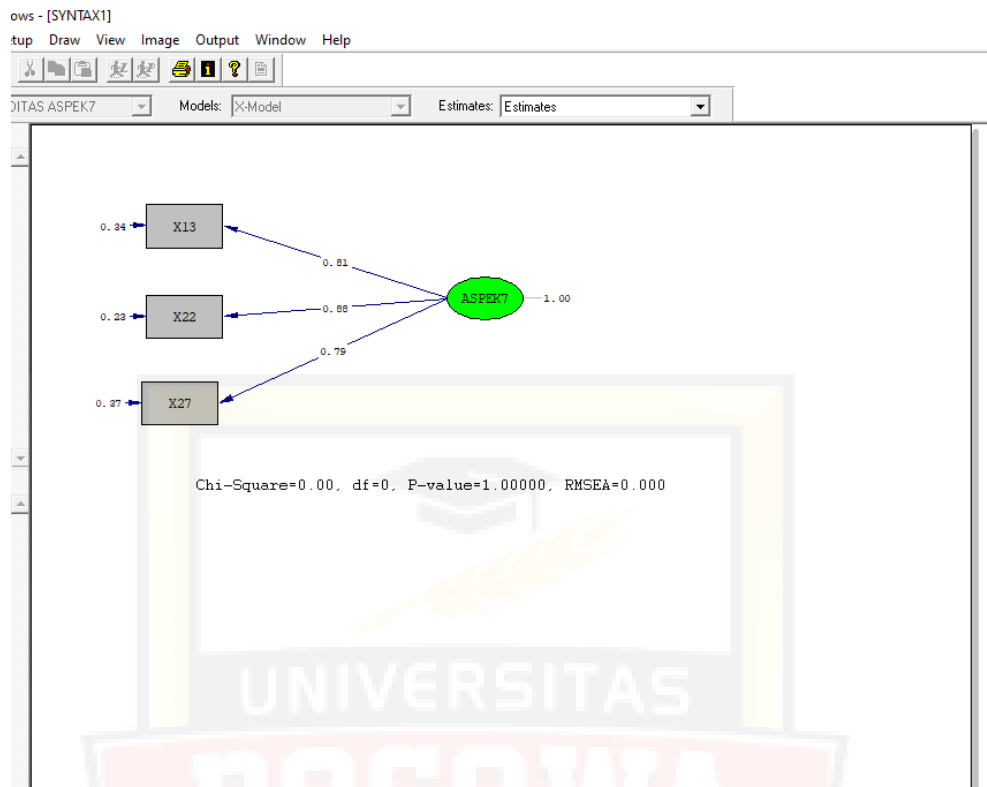 ows - [SYNTAX1]
tup Draw View Image Output Window Help
DITAS ASPEK7 Models: X-Model Estimates: Estimates
0.34 X13
0.81
ASPEK7 1.00
0.23 X22 0.88
0.79
0.37 X27
Chi-Square=0.00, df=0, P-value=1.00000, RMSEA=0.000
UNIVERSITAS
BOSOWA